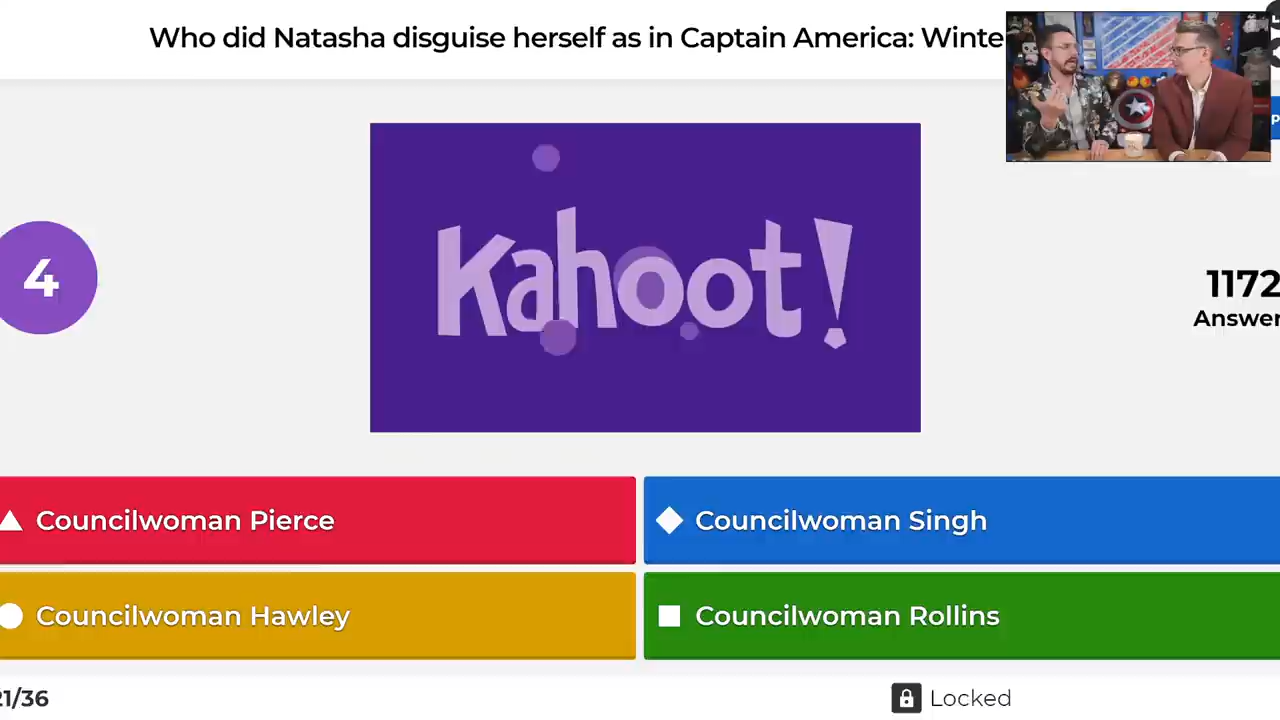 Who did Natasha disguise herself as in Captain America: Winte
4
Kahoot!
1172
Answer
Councilwoman Pierce
Councilwoman Singh
Councilwoman Hawley
Councilwoman Rollins
21/36
Locked